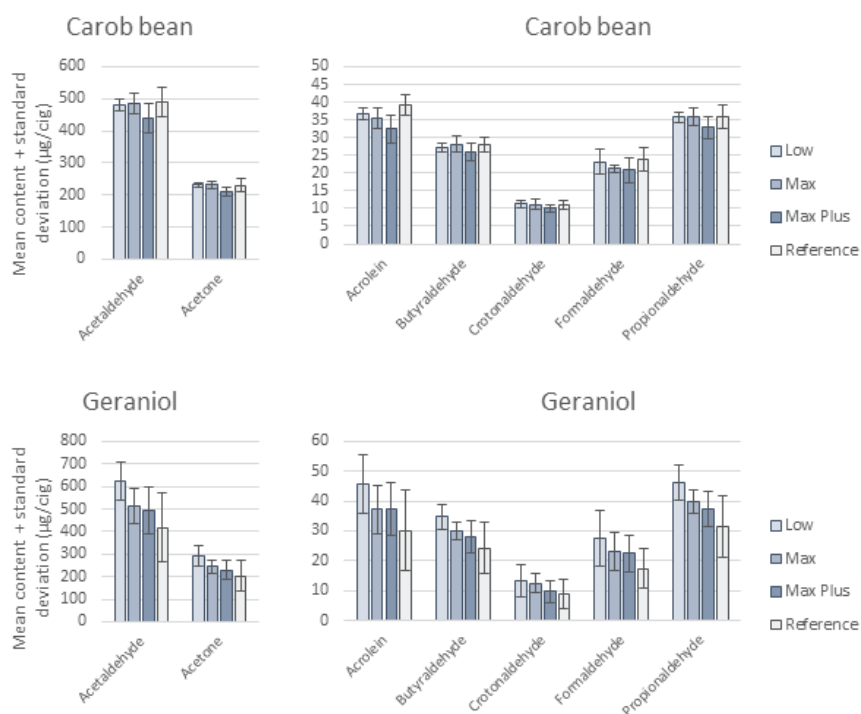 Carob bean
600
500
400
300
200
100
0
Mean content + standard
deviation (µg/cig)
Acetaldehyde
Acetone
Carob bean
50
45
40
35
30
25
20
15
10
5
0
Acrolein
Butyraldehyde
Crotonaldehyde
Formaldehyde
Propionaldehyde
Low
Max
Max Plus
Reference
Geraniol
800
700
600
500
400
300
200
100
0
Mean content + standard
deviation (µg/cig)
Acetaldehyde
Acetone
Geraniol
60
50
40
30
20
10
0
Acrolein
Butyraldehyde
Crotonaldehyde
Formaldehyde
Propionaldehyde
Low
Max
Max Plus
Reference